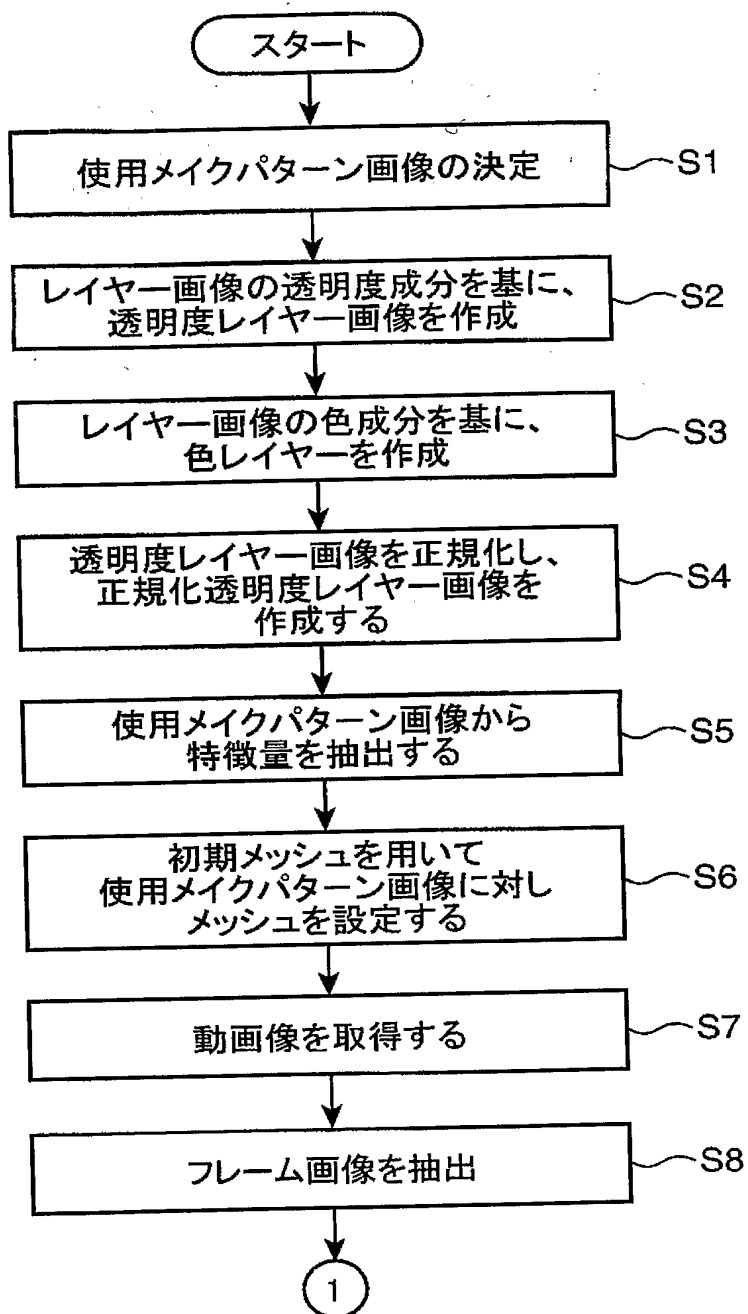 スタート
使用メイクパターン画像の決定
S1
レイヤー画像の透明度成分を基に、
透明度レイヤー画像を作成
S2
レイヤー画像の色成分を基に、
色レイヤーを作成
S3
透明度レイヤー画像を正規化し、
正規化透明度レイヤー画像を
作成する
S4
使用メイクパターン画像から
特徴量を抽出する
S5
初期メッシュを用いて
使用メイクパターン画像に対し
メッシュを設定する
S6
動画像を取得する
S7
フレーム画像を抽出
S8
1